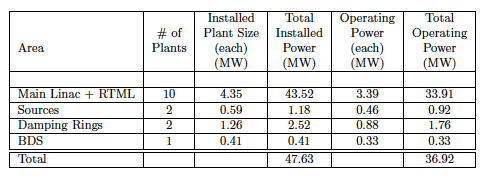 Installed Total Operating Total
# of Plant Size Installed Power Operating
Area Plants (each) Power (each) Power
(MW) (MW) (MW) (MW)
Main Linac + RTML 10 4.35 43.52 3.39 33.91
Sources 2 0.59 1.18 0.46 0.92
Damping Rings 2 1.26 2.52 0.88 1.76
BDS 1 0.41 0.41 0.33 0.33
Total 47.63 36.92